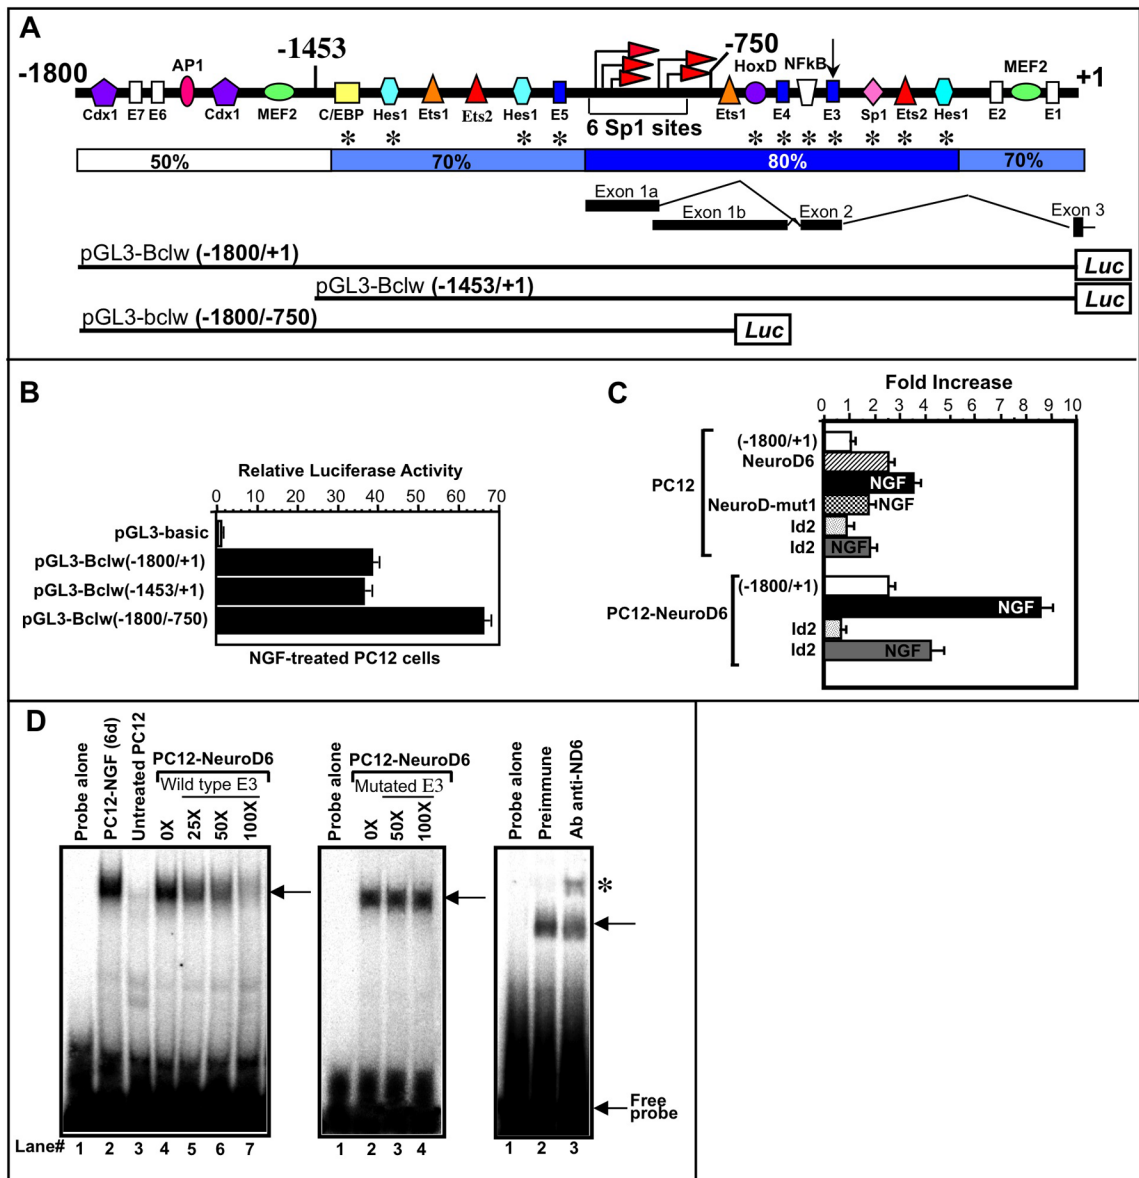 A
-1800
Cdx1
E7
E6
AP1
Cdx1
MEF2
-1453
C/EBP
Hes1
Ets1
Ets2
Hes1
E5
6 Sp1 sites
-750
Ets1
HoxD
E4
NFkB
E3
Sp1
Ets2
Hes1
E2
MEF2
E1
+1
* * * * * * * * * *
50% 70% 80% 70%
Exon 1a
Exon 1b
Exon 2
Exon 3
pGL3-Bclw (-1800/+1)
Luc
pGL3-Bclw (-1453/+1)
Luc
pGL3-bclw (-1800/-750)
Luc
B
Relative Luciferase Activity
0 10 20 30 40 50 60 70
pGL3-basic
pGL3-Bclw(-1800/+1)
pGL3-Bclw(-1453/+1)
pGL3-Bclw(-1800/-750)
NGF-treated PC12 cells
C
Fold Increase
0 1 2 3 4 5 6 7 8 9 10
PC12
(-1800/+1)
NeuroD6
NGF
NeuroD-mut1
NGF
Id2
Id2
NGF
PC12-NeuroD6
(-1800/+1)
NGF
Id2
Id2
NGF
D
Probe alone
PC12-NGF (6d)
Untreated PC12
PC12-NeuroD6
Wild type E3
0X
25X
50X
100X
Probe alone
PC12-NeuroD6
Mutated E3
0X
50X
100X
Probe alone
Preimmune
Ab anti-ND6
*
Free
probe
Lane# 1 2 3 4 5 6 7
1 2 3 4
1 2 3